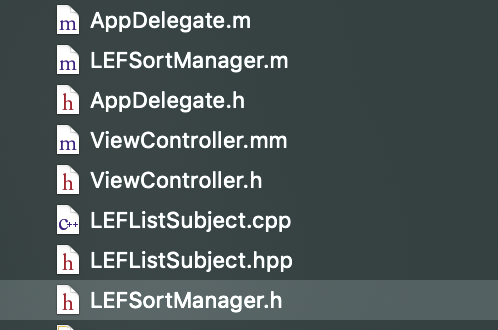 m AppDelegate.m
m LEFSortManager.m
h AppDelegate.h
m ViewController.mm
h ViewController.h
C++ LEFListSubject.cpp
h LEFListSubject.hpp
h LEFSortManager.h